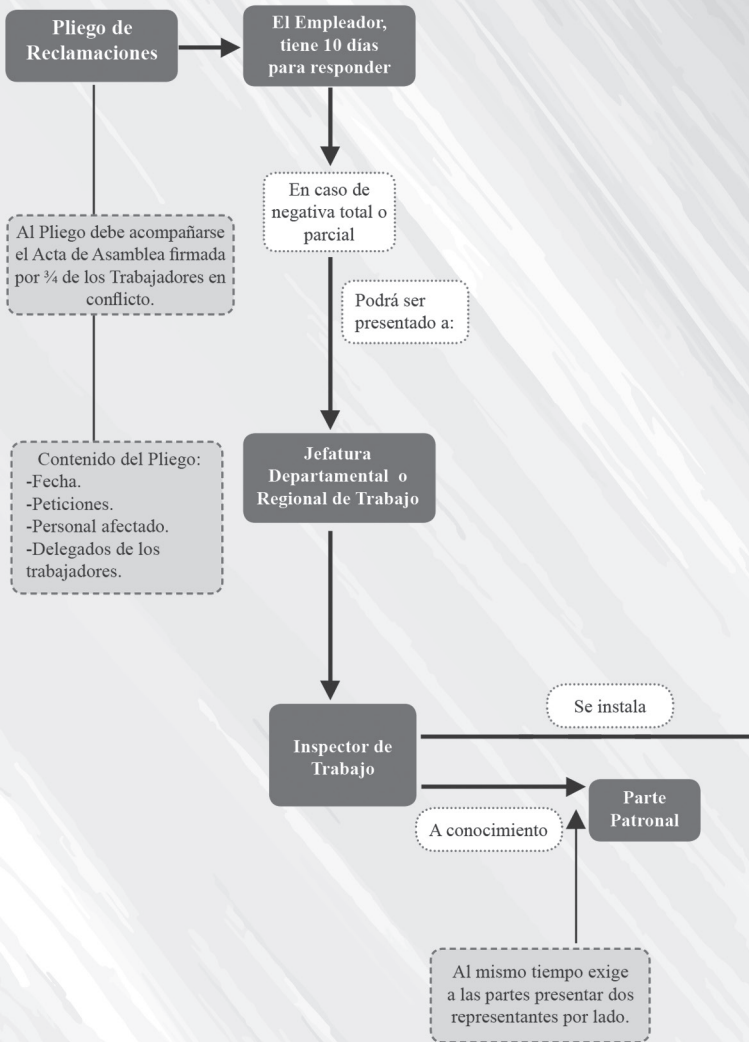 Pliego de
Reclamaciones
El Empleador,
tiene 10 días
para responder
En caso de
negativa total o
parcial
Al Pliego debe acompañarse
el Acta de Asamblea firmada
por ¾ de los Trabajadores en
conflicto.
Podrá ser
presentado a:
Contenido del Pliego:
-Fecha.
-Peticiones.
-Personal afectado.
-Delegados de los
trabajadores.
Jefatura
Departamental o
Regional de Trabajo
Inspector de
Trabajo
Se instala
A conocimiento
Parte
Patronal
Al mismo tiempo exige
a las partes presentar dos
representantes por lado.